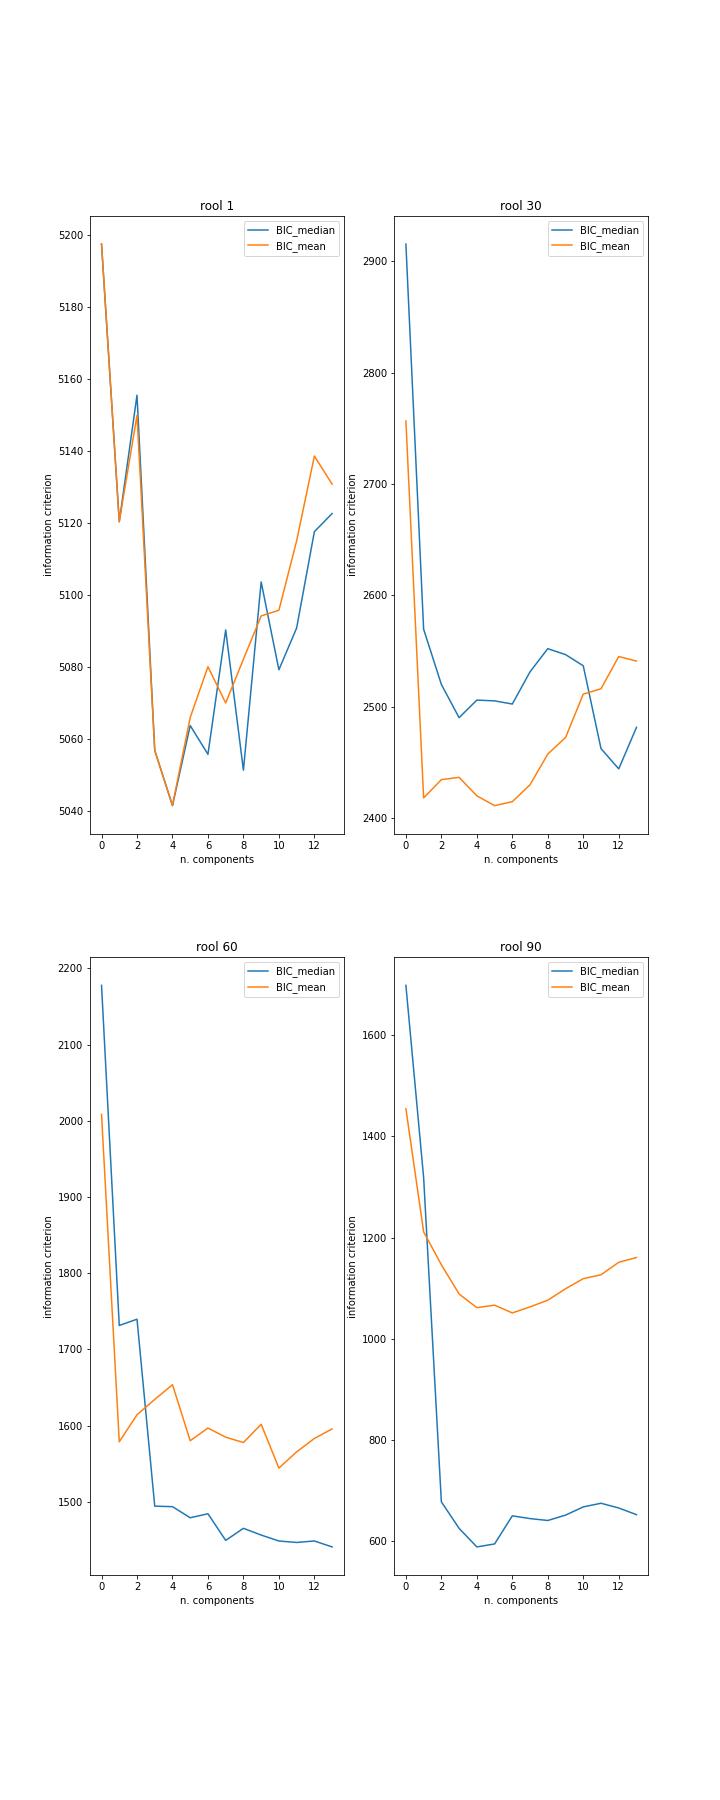 rool 1
BIC_median
BIC_mean
5200
5180
5160
5140
5120
5100
5080
5060
5040
information criterion
0 2 4 6 8 10 12
n. components
rool 30
BIC_median
BIC_mean
2900
2800
2700
2600
2500
2400
information criterion
0 2 4 6 8 10 12
n. components
rool 60
BIC_median
BIC_mean
2200
2100
2000
1900
1800
1700
1600
1500
information criterion
0 2 4 6 8 10 12
n. components
rool 90
BIC_median
BIC_mean
1600
1400
1200
1000
800
600
information criterion
0 2 4 6 8 10 12
n. components